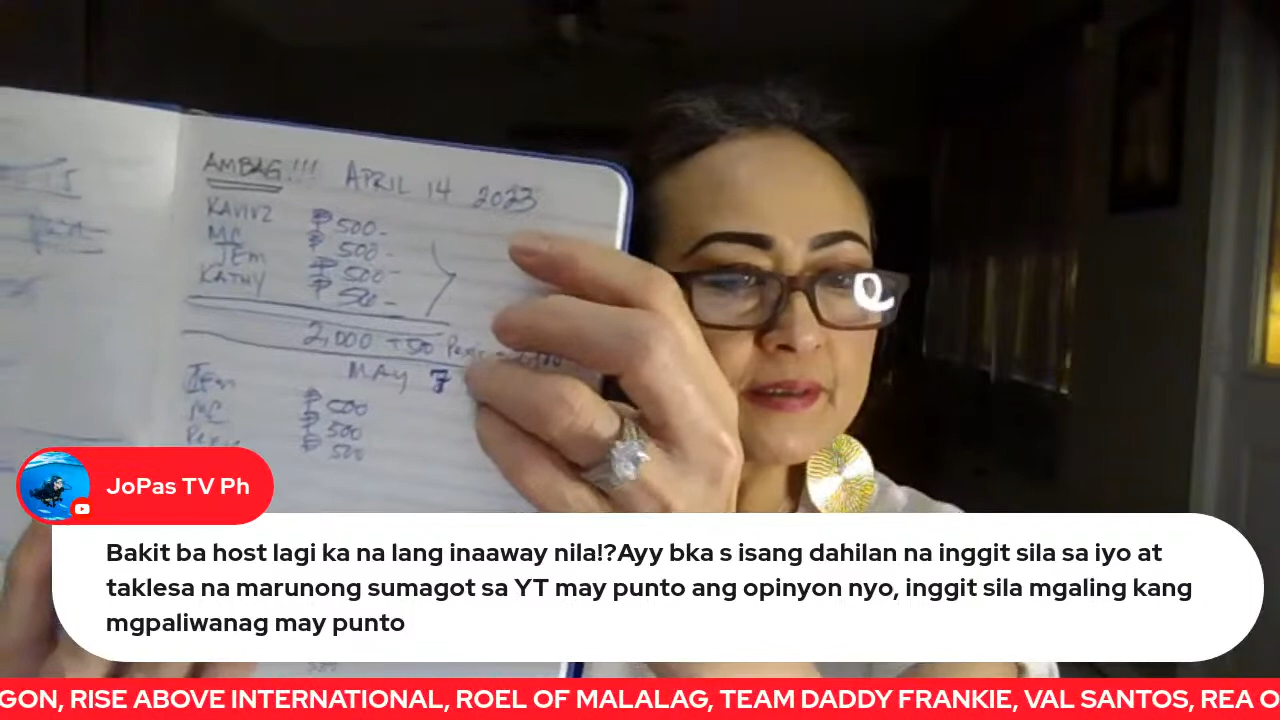 AMBAG!!! APRIL 14 2023
KAVIVZ ₱500-
MC ₱500-
JEM ₱500-
KATHY ₱500-
2,000 +50
MAY 7
JEM ₱500
MC ₱500
₱500
JoPas TV Ph
Bakit ba host lagi ka na lang inaaway nila!?Ayy bka s isang dahilan na inggit sila sa iyo at
taklesa na marunong sumagot sa YT may punto ang opinyon nyo, inggit sila mgaling kang
mgpaliwanag may punto
GON, RISE ABOVE INTERNATIONAL, ROEL OF MALALAG, TEAM DADDY FRANKIE, VAL SANTOS, REA O